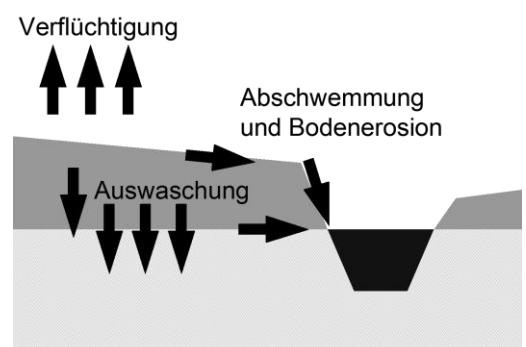 Verflüchtigung
Abschwemmung
und Bodenerosion
Auswaschung